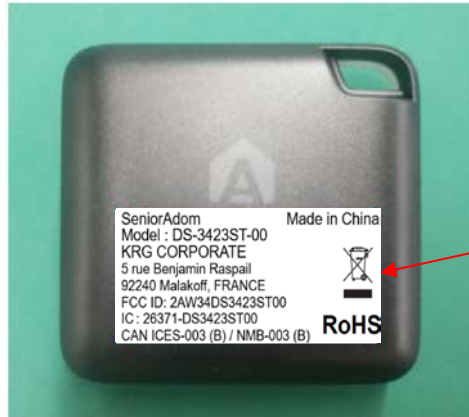 SeniorAdom Made in China
Model : DS-3423ST-00
KRG CORPORATE
5 rue Benjamin Raspail
92240 Malakoff, FRANCE
FCC ID: 2AW34DS3423ST00
IC : 26371-DS3423ST00
CAN ICES-003 (B) / NMB-003 (B) RoHS